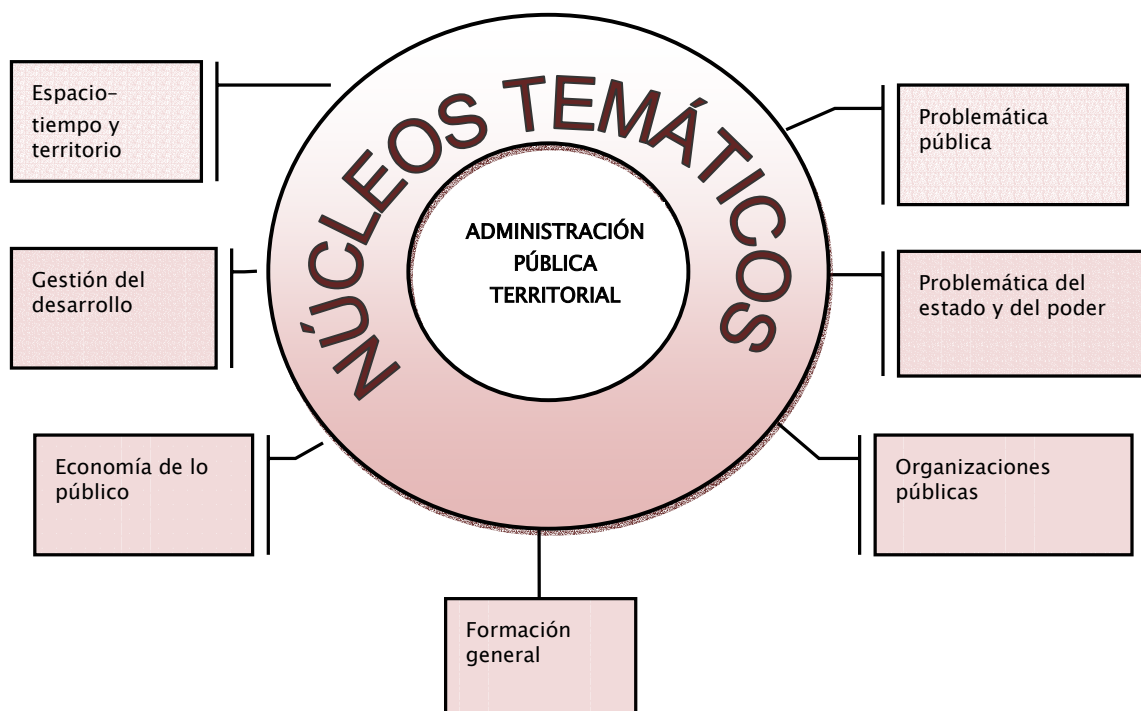 NÚCLEOS TEMÁTICOS
ADMINISTRACIÓN
PÚBLICA
TERRITORIAL
Espacio–
tiempo y
territorio
Gestión del
desarrollo
Economía de lo
público
Formación
general
Problemática
pública
Problemática del
estado y del poder
Organizaciones
públicas